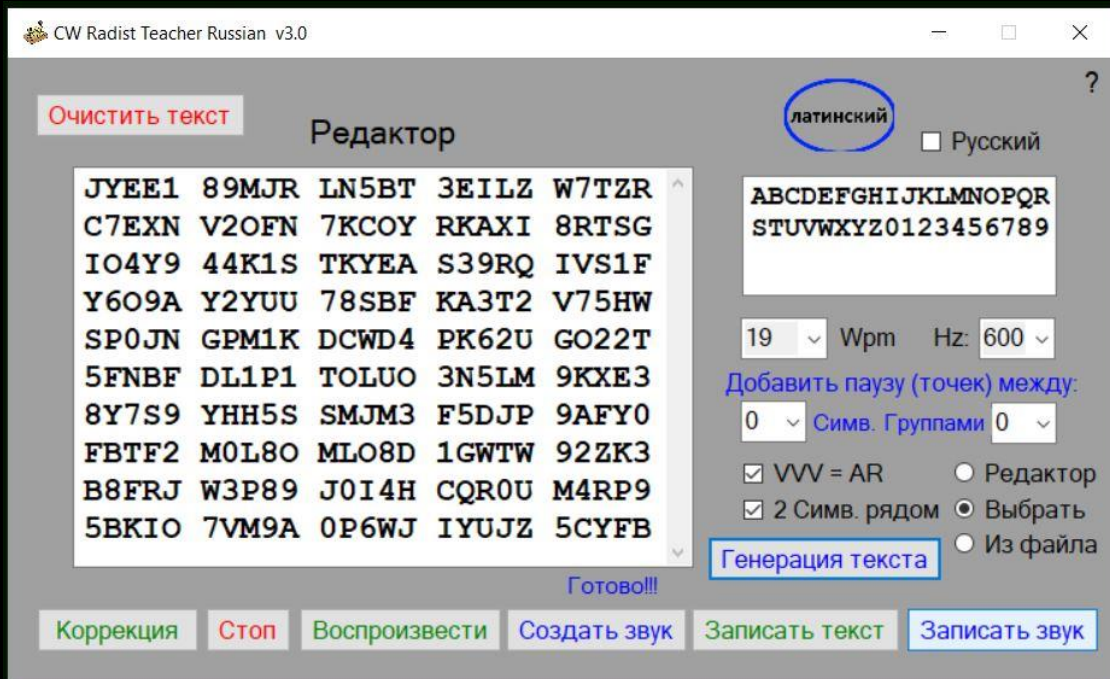 CW Radist Teacher Russian v3.0
?
Очистить текст
Редактор
латинский
Русский
JYEE1 89MJR LN5BT 3EILZ W7TZR
C7EXN V2OFN 7KCOY RKAXI 8RTSG
IO4Y9 44K1S TKYEA S39RQ IVS1F
Y6O9A Y2YUU 78SBF KA3T2 V75HW
SP0JN GPM1K DCWD4 PK62U GO22T
5FNBF DL1P1 TOLUO 3N5LM 9KXE3
8Y7S9 YHH5S SMJM3 F5DJP 9AFY0
FBTF2 M0L8O MLO8D 1GWTW 92ZK3
B8FRJ W3P89 J0I4H CQR0U M4RP9
5BKIO 7VM9A 0P6WJ IYUJZ 5CYFB
ABCDEFGHIJKLMNOPQR
STUVWXYZ0123456789
19 Wpm Hz: 600
Добавить паузу (точек) между:
0 Симв. Группами 0
VVV = AR
Редактор
2 Симв. рядом
Выбрать
Из файла
Генерация текста
Готово!!!
Коррекция Стоп Воспроизвести Создать звук Записать текст Записать звук